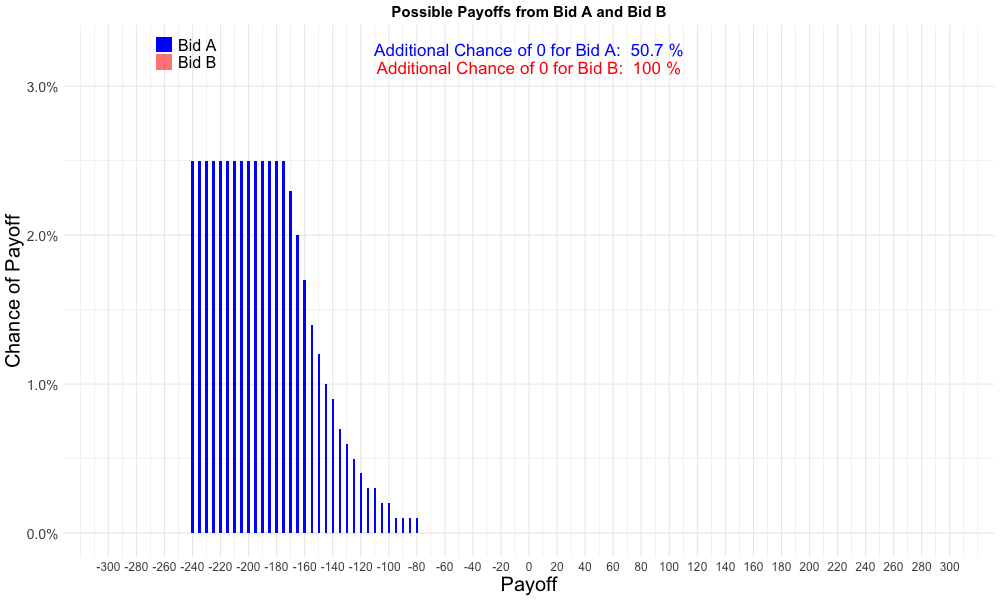 Possible Payoffs from Bid A and Bid B
Bid A
Bid B
Additional Chance of 0 for Bid A:  50.7 %
Additional Chance of 0 for Bid B:  100 %
Chance of Payoff
3.0%
2.0%
1.0%
0.0%
-300 -280 -260 -240 -220 -200 -180 -160 -140 -120 -100 -80 -60 -40 -20 0 20 40 60 80 100 120 140 160 180 200 220 240 260 280 300
Payoff